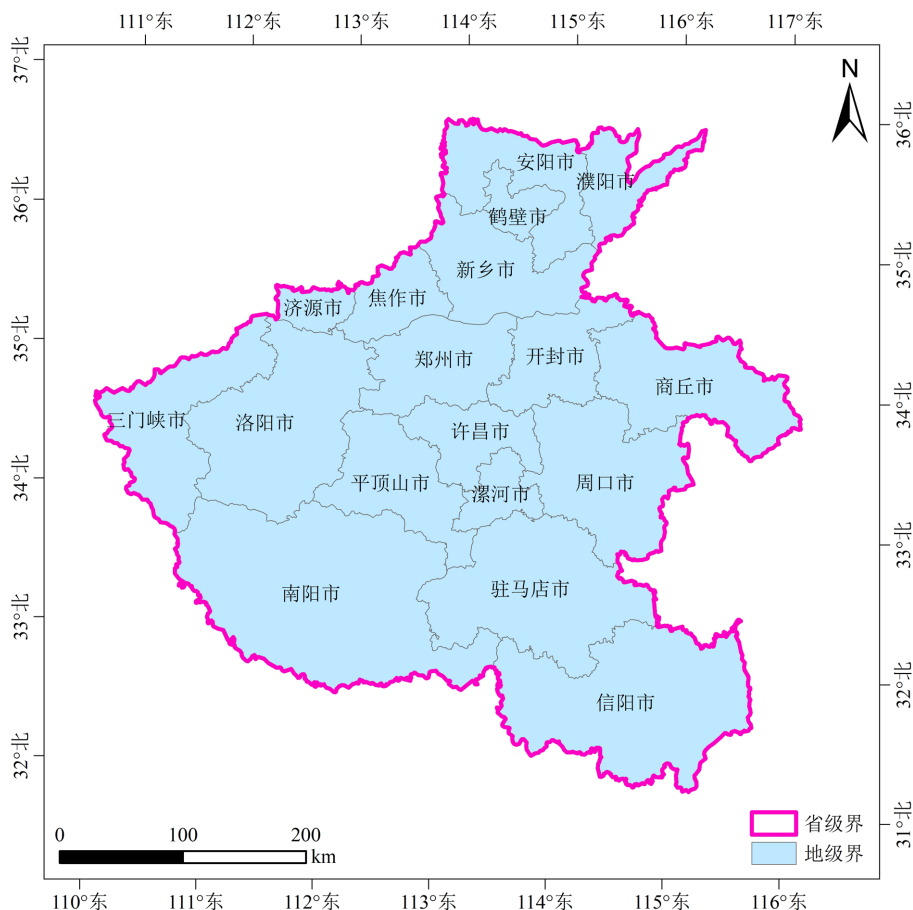 111°东 112°东 113°东 114°东 115°东 116°东 117°东
37°北
N
36°北
安阳市
濮阳市
36°北
鹤壁市
新乡市
35°北
济源市
焦作市
35°北
郑州市
开封市
商丘市
34°北
三门峡市
洛阳市
许昌市
34°北
平顶山市
漯河市
周口市
33°北
南阳市
驻马店市
33°北
信阳市
32°北
32°北
0 100 200
km
省级界
地级界
31°北
110°东 111°东 112°东 113°东 114°东 115°东 116°东